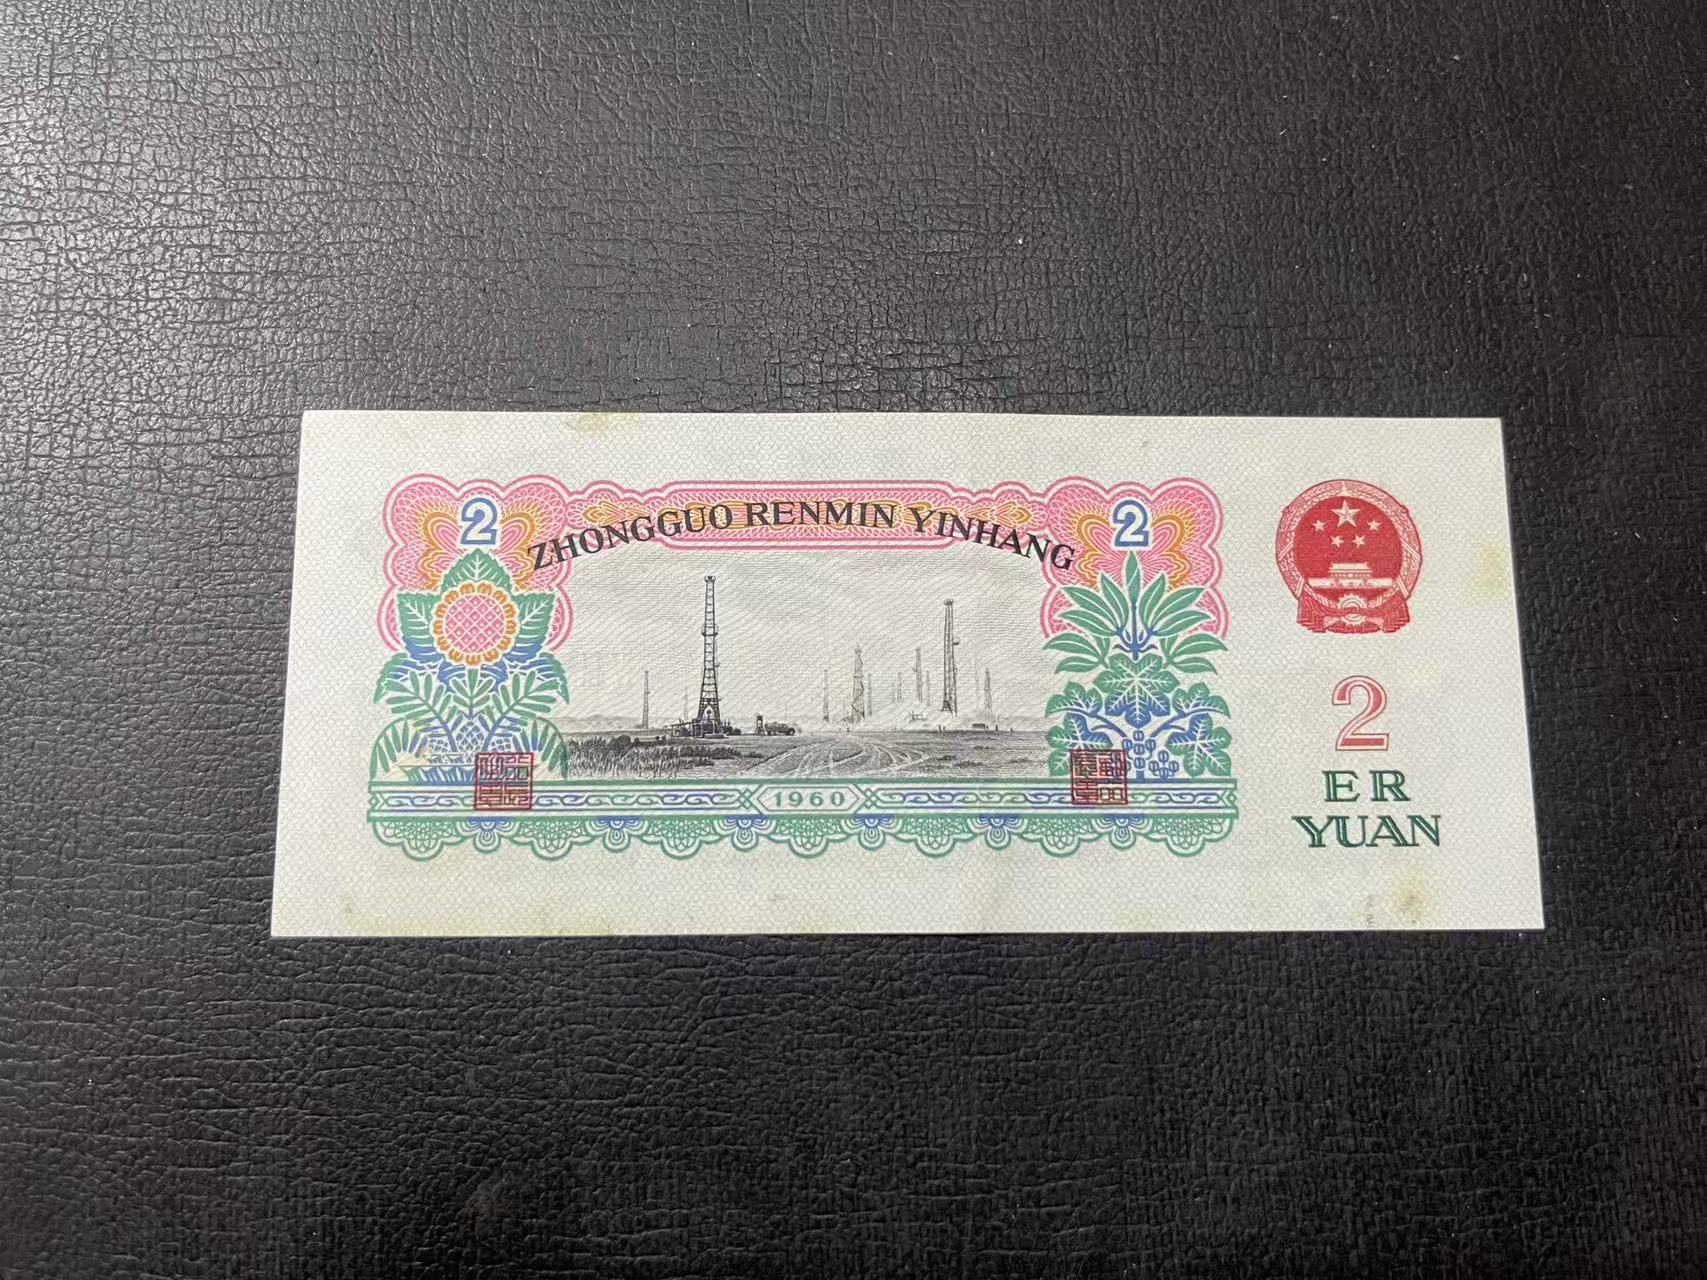 2
2
ZHONGGUO RENMIN YINHANG
1960
2
ER
YUAN